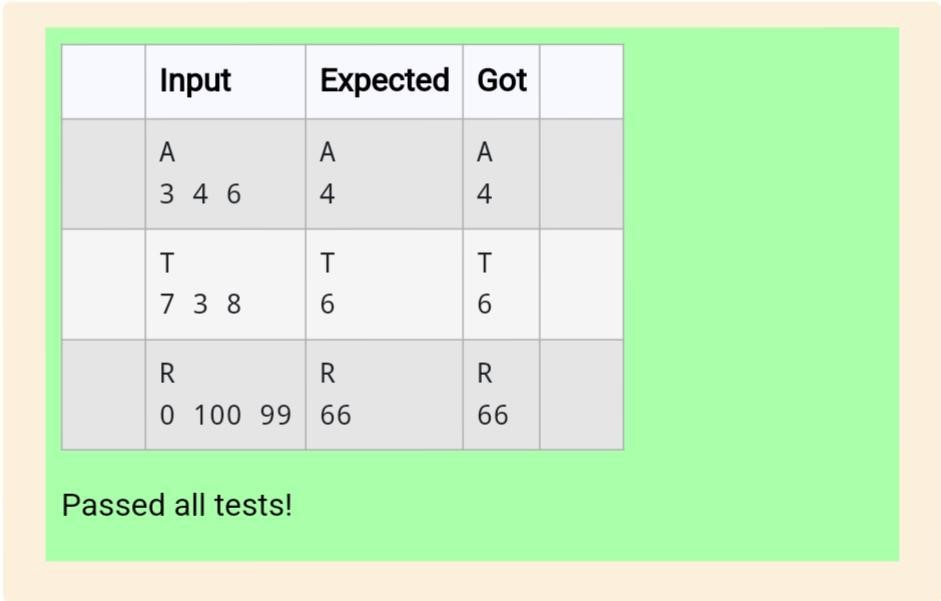 Input Expected Got
A A A
3 4 6 4 4
T T T
7 3 8 6 6
R R R
0 100 99 66 66
Passed all tests!